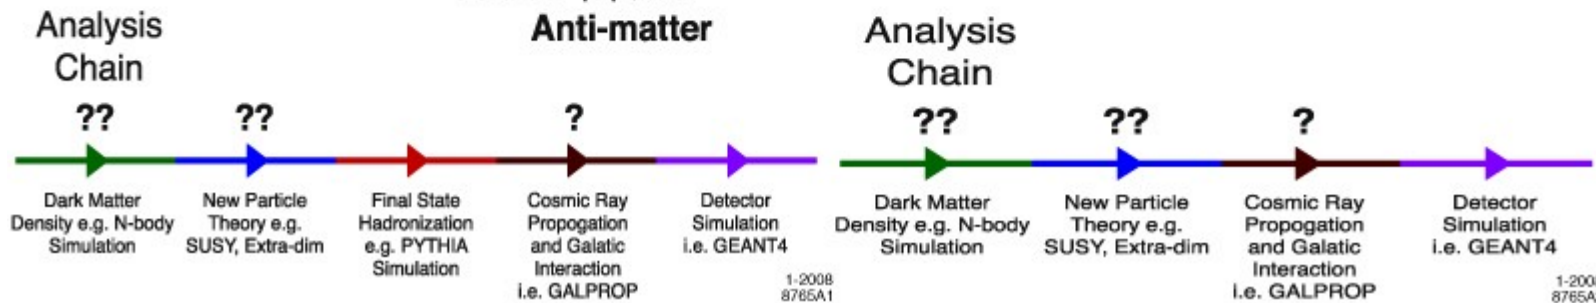 Analysis
Chain
Anti-matter
?? ?? ?
Dark Matter
Density e.g. N-body
Simulation
New Particle
Theory e.g.
SUSY, Extra-dim
Final State
Hadronization
e.g. PYTHIA
Simulation
Cosmic Ray
Propogation
and Galatic
Interaction
i.e. GALPROP
Detector
Simulation
i.e. GEANT4
1-2008
8765A1
Analysis
Chain
?? ?? ?
Dark Matter
Density e.g. N-body
Simulation
New Particle
Theory e.g.
SUSY, Extra-dim
Cosmic Ray
Propogation
and Galatic
Interaction
i.e. GALPROP
Detector
Simulation
i.e. GEANT4